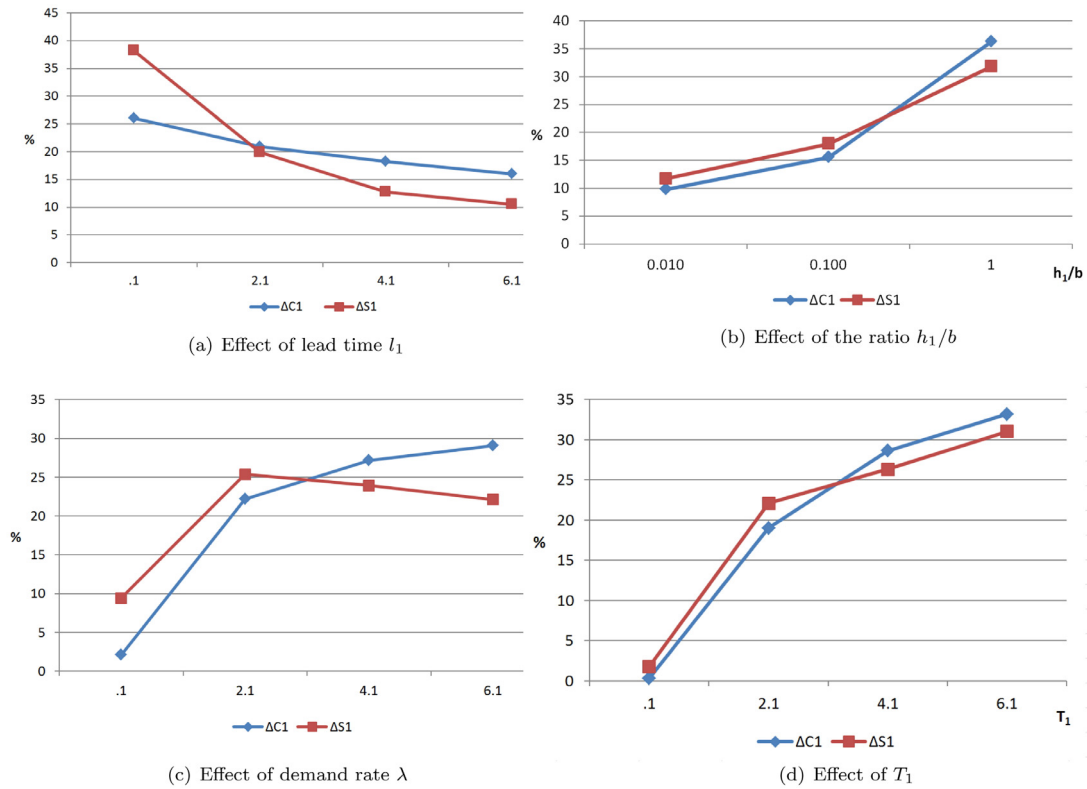 45
40
35
30
25
%
20
15
10
5
0
.1 2.1 4.1 6.1
ΔC1 ΔS1
(a) Effect of lead time l₁
40
35
30
25
%
20
15
10
5
0
0.010 0.100 1
h₁/b
ΔC1 ΔS1
(b) Effect of the ratio h₁/b
35
30
25
20
%
15
10
5
0
.1 2.1 4.1 6.1
ΔC1 ΔS1
(c) Effect of demand rate λ
35
30
25
20
%
15
10
5
0
.1 2.1 4.1 6.1
T₁
ΔC1 ΔS1
(d) Effect of T₁